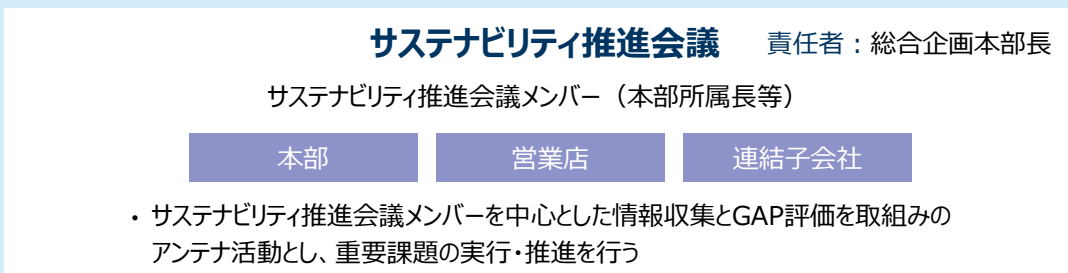 サステナビリティ推進会議 責任者：総合企画本部長
サステナビリティ推進会議メンバー（本部所属長等）
本部 営業店 連結子会社
・サステナビリティ推進会議メンバーを中心とした情報収集とGAP評価を取組みの
アンテナ活動とし、重要課題の実行・推進を行う